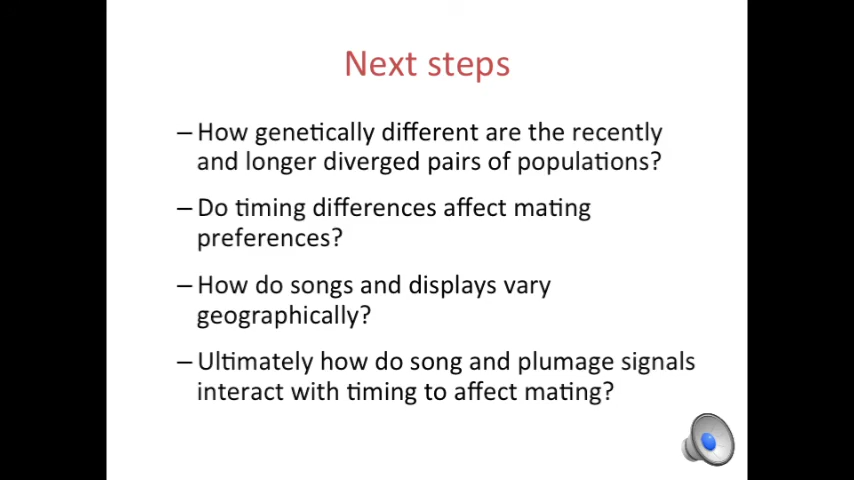 Next steps
– How genetically different are the recently
and longer diverged pairs of populations?
– Do timing differences affect mating
preferences?
– How do songs and displays vary
geographically?
– Ultimately how do song and plumage signals
interact with timing to affect mating?